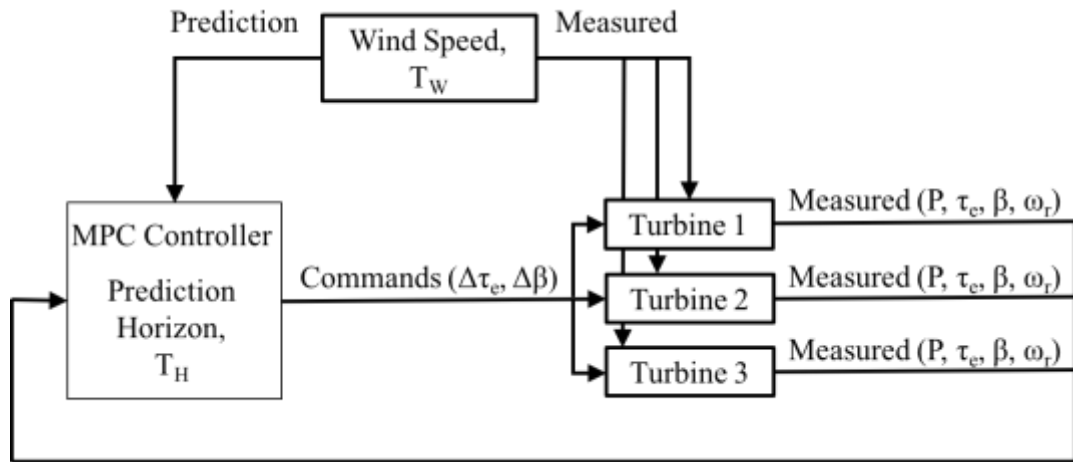 Prediction
Wind Speed,
T_W
Measured
MPC Controller
Prediction
Horizon,
T_H
Commands (Δτ_e, Δβ)
Turbine 1
Turbine 2
Turbine 3
Measured (P, τ_e, β, ω_r)
Measured (P, τ_e, β, ω_r)
Measured (P, τ_e, β, ω_r)